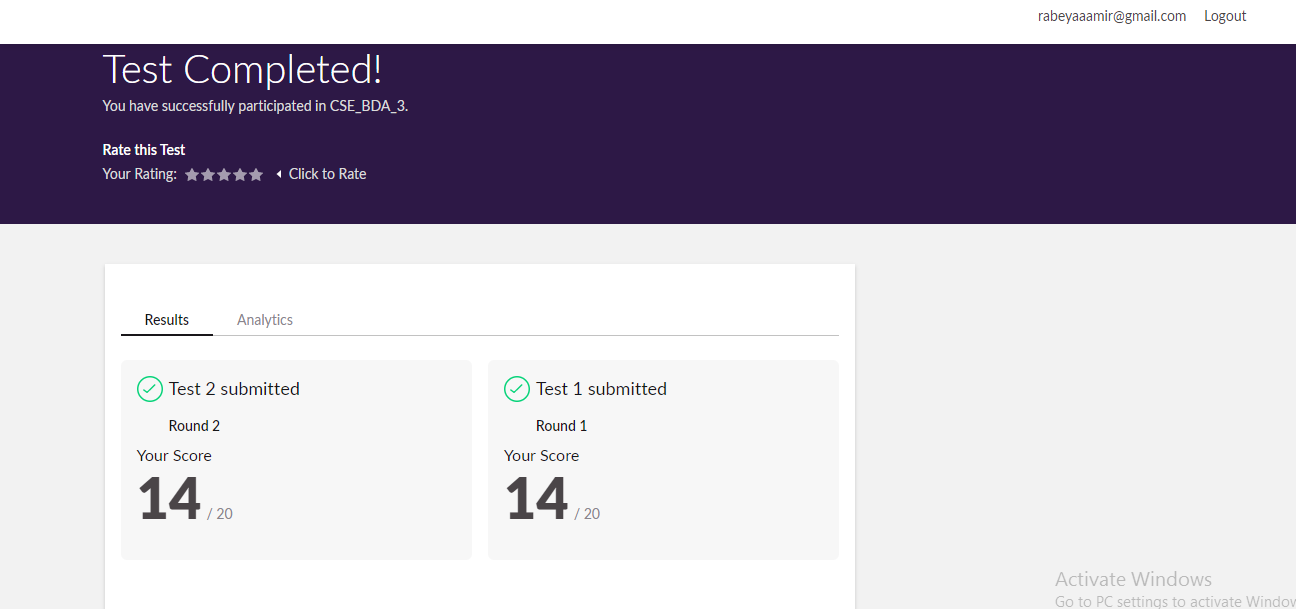 rabeyaaamir@gmail.com Logout
Test Completed!
You have successfully participated in CSE_BDA_3.
Rate this Test
Your Rating: Click to Rate
Results Analytics
Test 2 submitted
Round 2
Your Score
14 / 20
Test 1 submitted
Round 1
Your Score
14 / 20
Activate Windows
Go to PC settings to activate Window